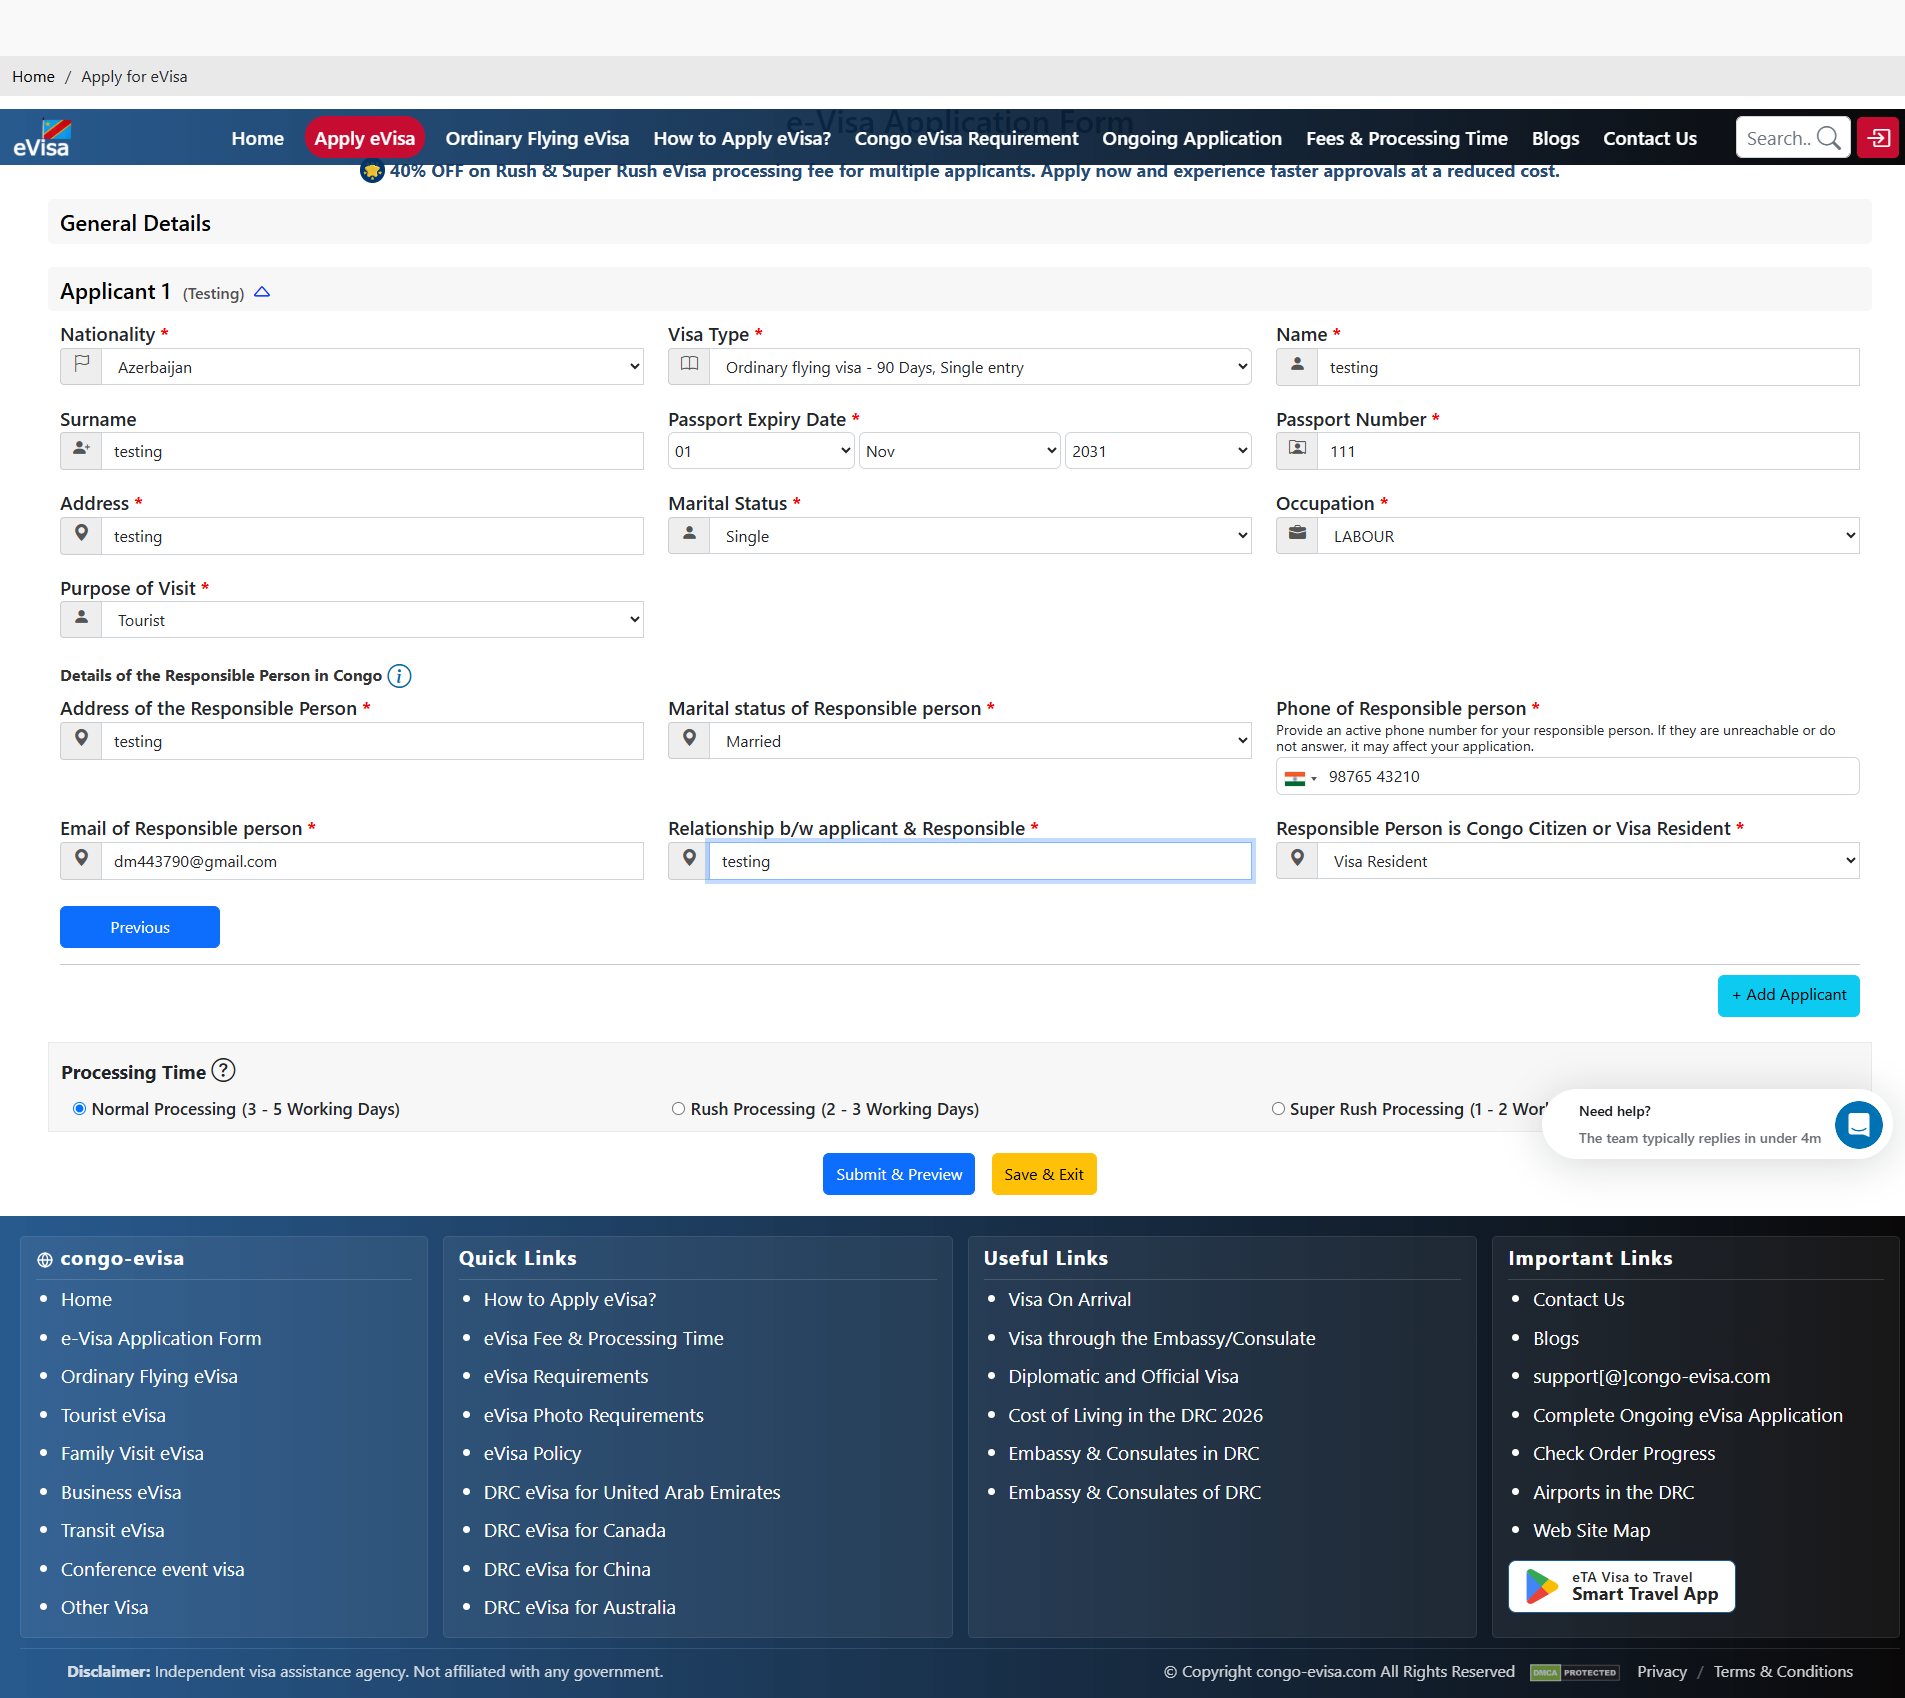 Home / Apply for eVisa
e-Visa Application Form
eVisa
Home Apply eVisa Ordinary Flying eVisa How to Apply eVisa? Congo eVisa Requirement Ongoing Application Fees & Processing Time Blogs Contact Us Search..
40% OFF on Rush & Super Rush eVisa processing fee for multiple applicants. Apply now and experience faster approvals at a reduced cost.
General Details
Applicant 1 (Testing)
Nationality * Visa Type * Name *
Azerbaijan Ordinary flying visa - 90 Days, Single entry testing
Surname Passport Expiry Date * Passport Number *
testing 01 Nov 2031 111
Address * Marital Status * Occupation *
testing Single LABOUR
Purpose of Visit *
Tourist
Details of the Responsible Person in Congo
Address of the Responsible Person * Marital status of Responsible person * Phone of Responsible person *
Provide an active phone number for your responsible person. If they are unreachable or do
not answer, it may affect your application.
testing Married
98765 43210
Email of Responsible person * Relationship b/w applicant & Responsible * Responsible Person is Congo Citizen or Visa Resident *
dm443790@gmail.com testing Visa Resident
Previous
+ Add Applicant
Processing Time ?
Normal Processing (3 - 5 Working Days) Rush Processing (2 - 3 Working Days) Super Rush Processing (1 - 2
Need help?
The team typically replies in under 4m
Submit & Preview Save & Exit
congo-evisa
Home
e-Visa Application Form
Ordinary Flying eVisa
Tourist eVisa
Family Visit eVisa
Business eVisa
Transit eVisa
Conference event visa
Other Visa
Quick Links
How to Apply eVisa?
eVisa Fee & Processing Time
eVisa Requirements
eVisa Photo Requirements
eVisa Policy
DRC eVisa for United Arab Emirates
DRC eVisa for Canada
DRC eVisa for China
DRC eVisa for Australia
Useful Links
Visa On Arrival
Visa through the Embassy/Consulate
Diplomatic and Official Visa
Cost of Living in the DRC 2026
Embassy & Consulates in DRC
Embassy & Consulates of DRC
Important Links
Contact Us
Blogs
support[@]congo-evisa.com
Complete Ongoing eVisa Application
Check Order Progress
Airports in the DRC
Web Site Map
eTA Visa to Travel
Smart Travel App
Disclaimer: Independent visa assistance agency. Not affiliated with any government.
© Copyright congo-evisa.com All Rights Reserved DMCA PROTECTED Privacy / Terms & Conditions